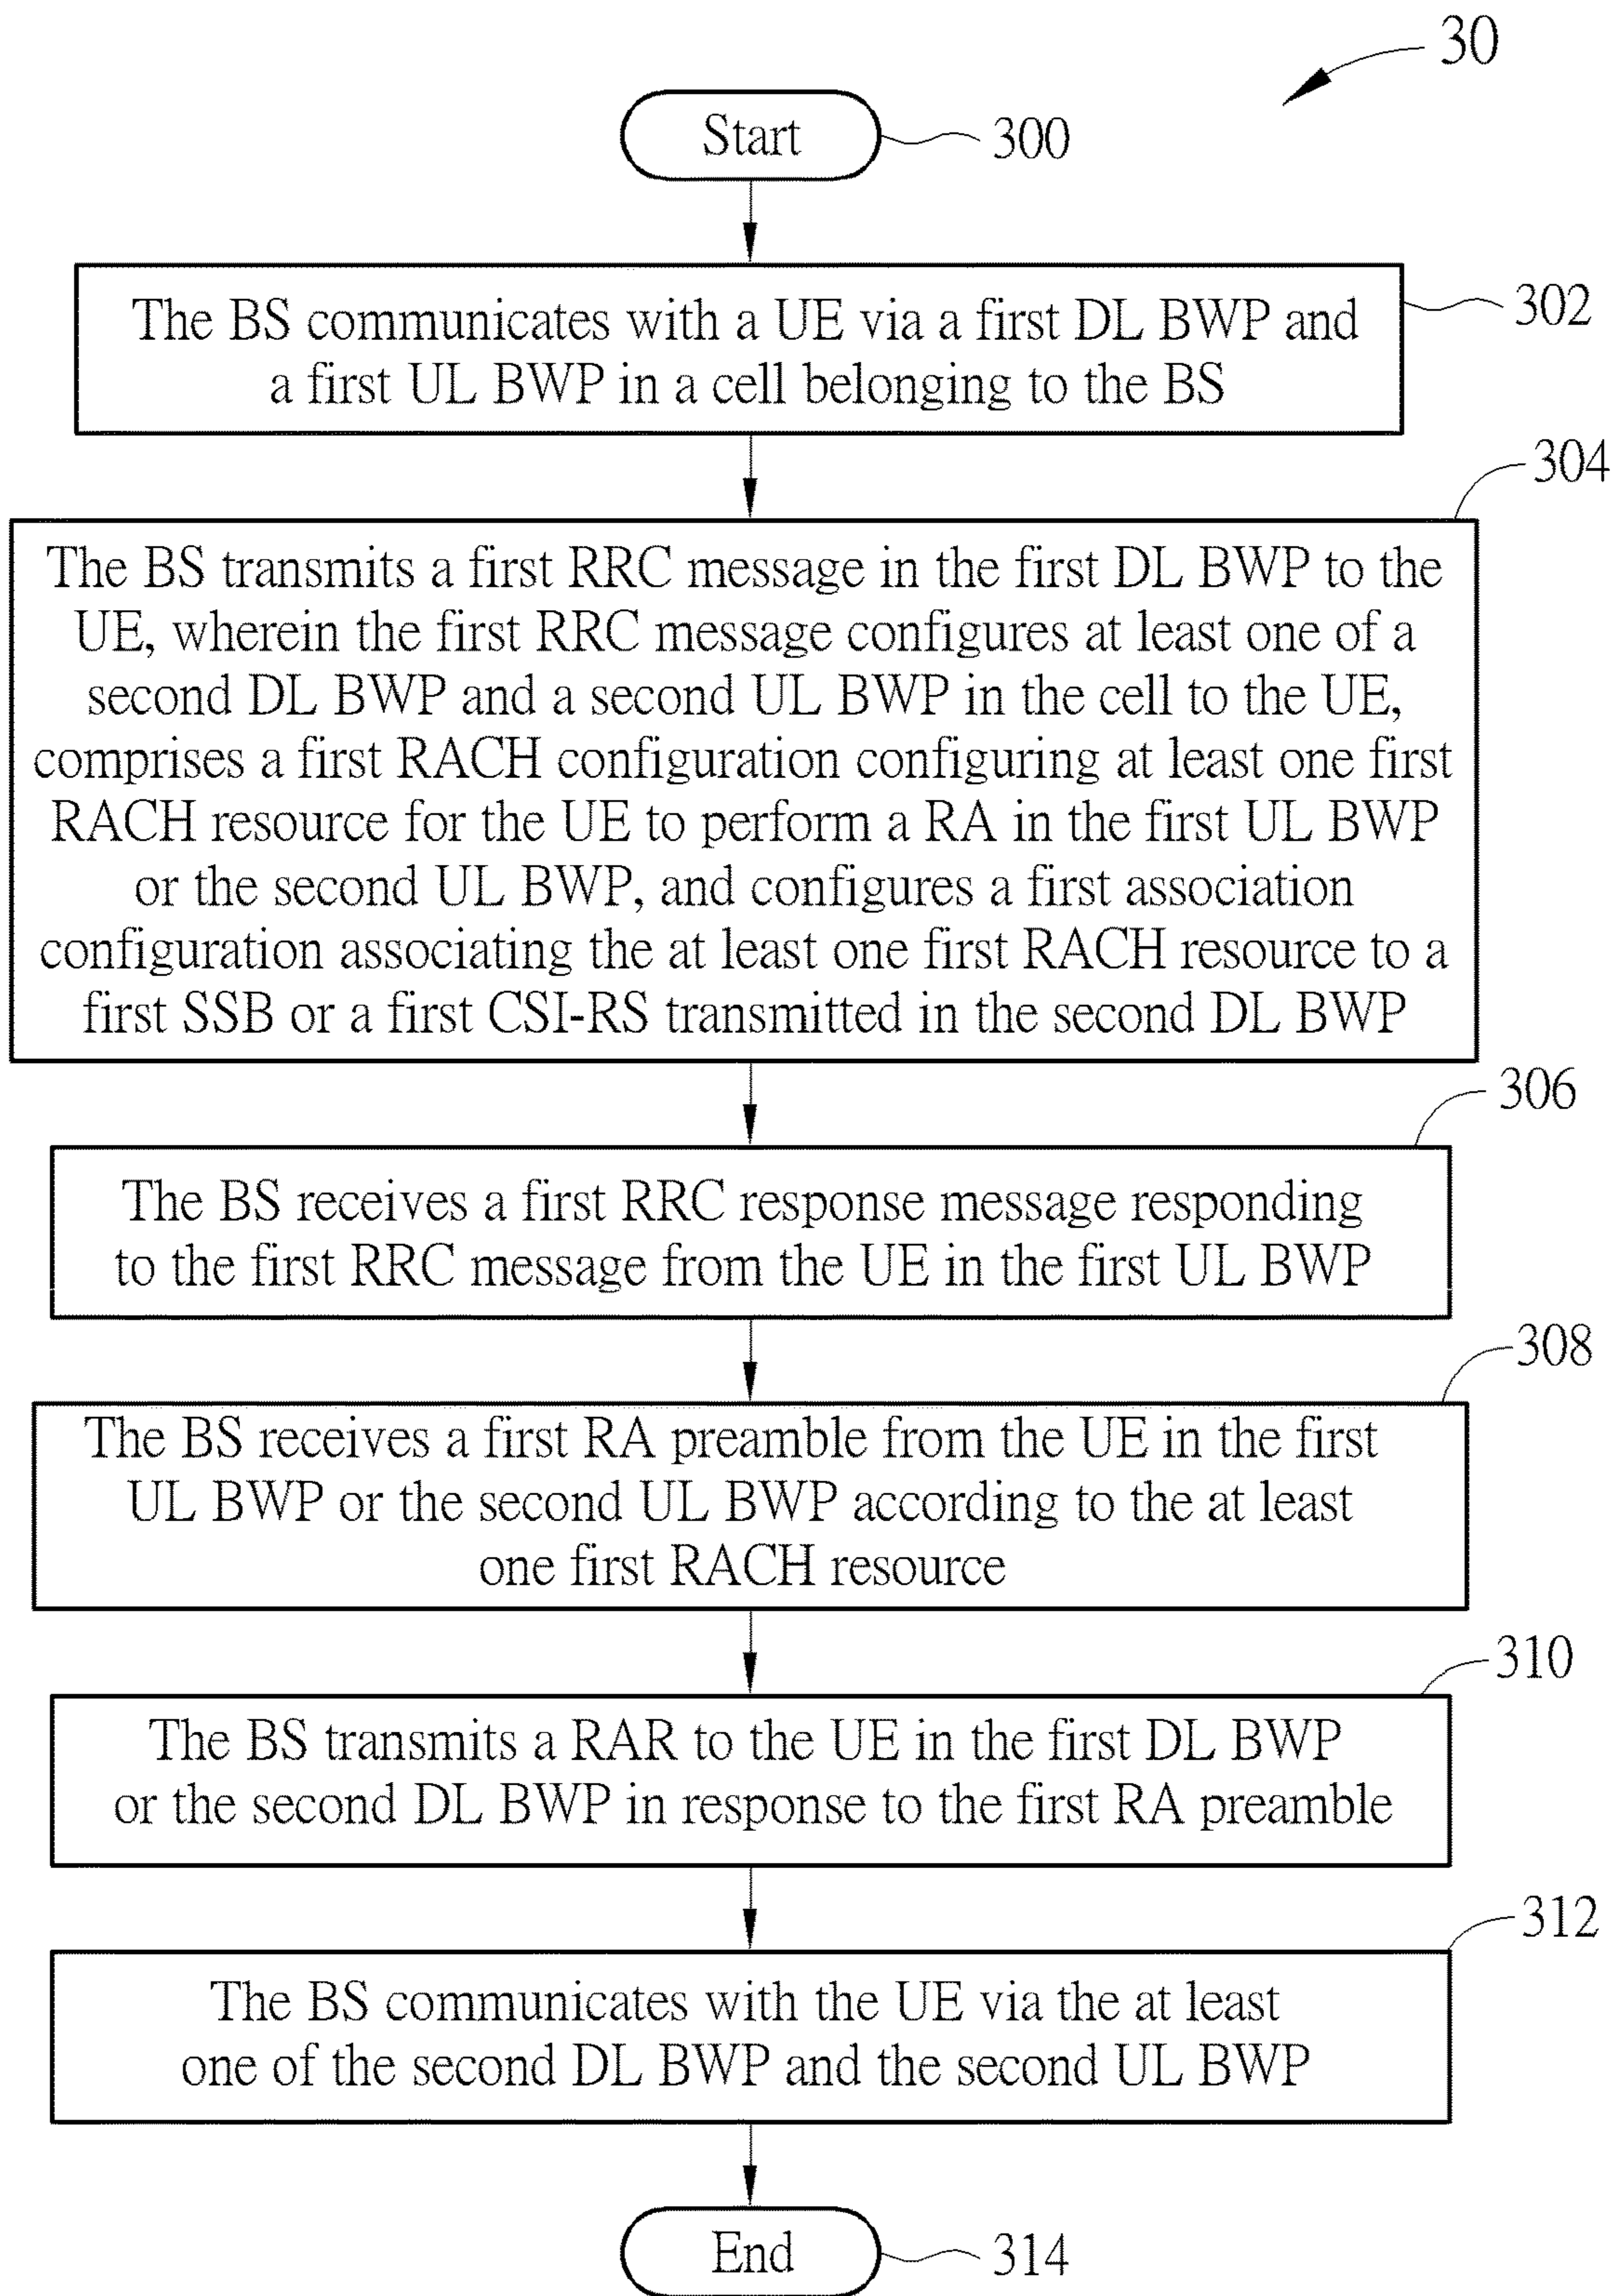 30
Start
300
The BS communicates with a UE via a first DL BWP and
a first UL BWP in a cell belonging to the BS
302
304
The BS transmits a first RRC message in the first DL BWP to the
UE, wherein the first RRC message configures at least one of a
second DL BWP and a second UL BWP in the cell to the UE,
comprises a first RACH configuration configuring at least one first
RACH resource for the UE to perform a RA in the first UL BWP
or the second UL BWP, and configures a first association
configuration associating the at least one first RACH resource to a
first SSB or a first CSI-RS transmitted in the second DL BWP
306
The BS receives a first RRC response message responding
to the first RRC message from the UE in the first UL BWP
308
The BS receives a first RA preamble from the UE in the first
UL BWP or the second UL BWP according to the at least
one first RACH resource
310
The BS transmits a RAR to the UE in the first DL BWP
or the second DL BWP in response to the first RA preamble
312
The BS communicates with the UE via the at least
one of the second DL BWP and the second UL BWP
End
314